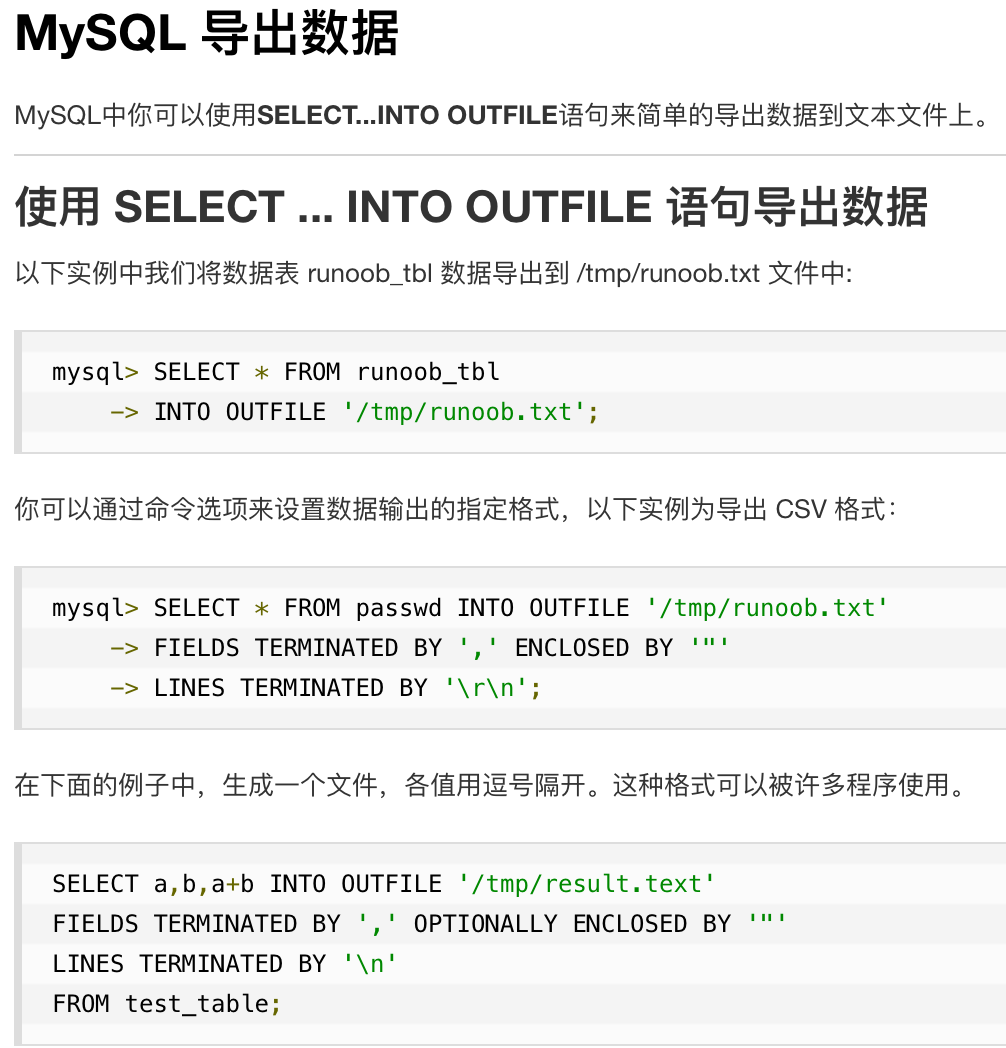 MySQL 导出数据
MySQL中你可以使用SELECT...INTO OUTFILE语句来简单的导出数据到文本文件上。
使用 SELECT ... INTO OUTFILE 语句导出数据
以下实例中我们将数据表 runoob_tbl 数据导出到 /tmp/runoob.txt 文件中:
mysql> SELECT * FROM runoob_tbl
-> INTO OUTFILE '/tmp/runoob.txt';
你可以通过命令选项来设置数据输出的指定格式，以下实例为导出 CSV 格式：
mysql> SELECT * FROM passwd INTO OUTFILE '/tmp/runoob.txt'
-> FIELDS TERMINATED BY ',' ENCLOSED BY '"'
-> LINES TERMINATED BY '\r\n';
在下面的例子中，生成一个文件，各值用逗号隔开。这种格式可以被许多程序使用。
SELECT a,b,a+b INTO OUTFILE '/tmp/result.text'
FIELDS TERMINATED BY ',' OPTIONALLY ENCLOSED BY '"'
LINES TERMINATED BY '\n'
FROM test_table;